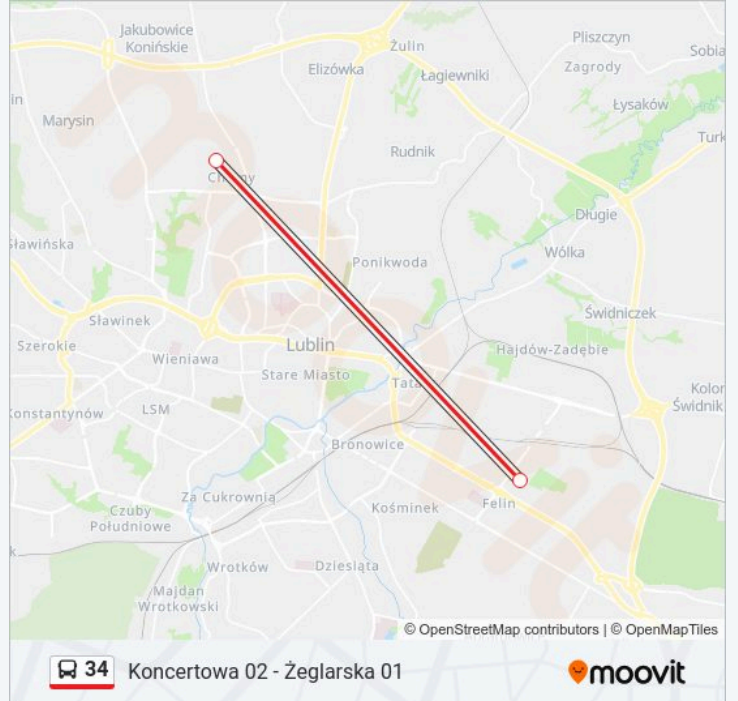 Jakubowice
Konińskie
Żulin
Pliszczyn
Sobia
Elizówka
Łagiewniki
Zagrody
in
Łysaków
Marysin
Turk
Rudnik
Długie
Sławińska
Wólka
Ponikwoda
Świdniczek
Sławinek
Szerokie
Lublin
Hajdów-Zadębie
Wieniawa
Stare Miasto
Tata
Kolon
Świdnik
Konstantynów
LSM
Bronowice
Za Cukrownią
Felin
Czuby
Południowe
Kośminek
k
Wrotków
Dziesiąta
Majdan
Wrotkowski
© OpenStreetMap contributors | © OpenMapTiles
34 Koncertowa 02 - Żeglarska 01
moovit